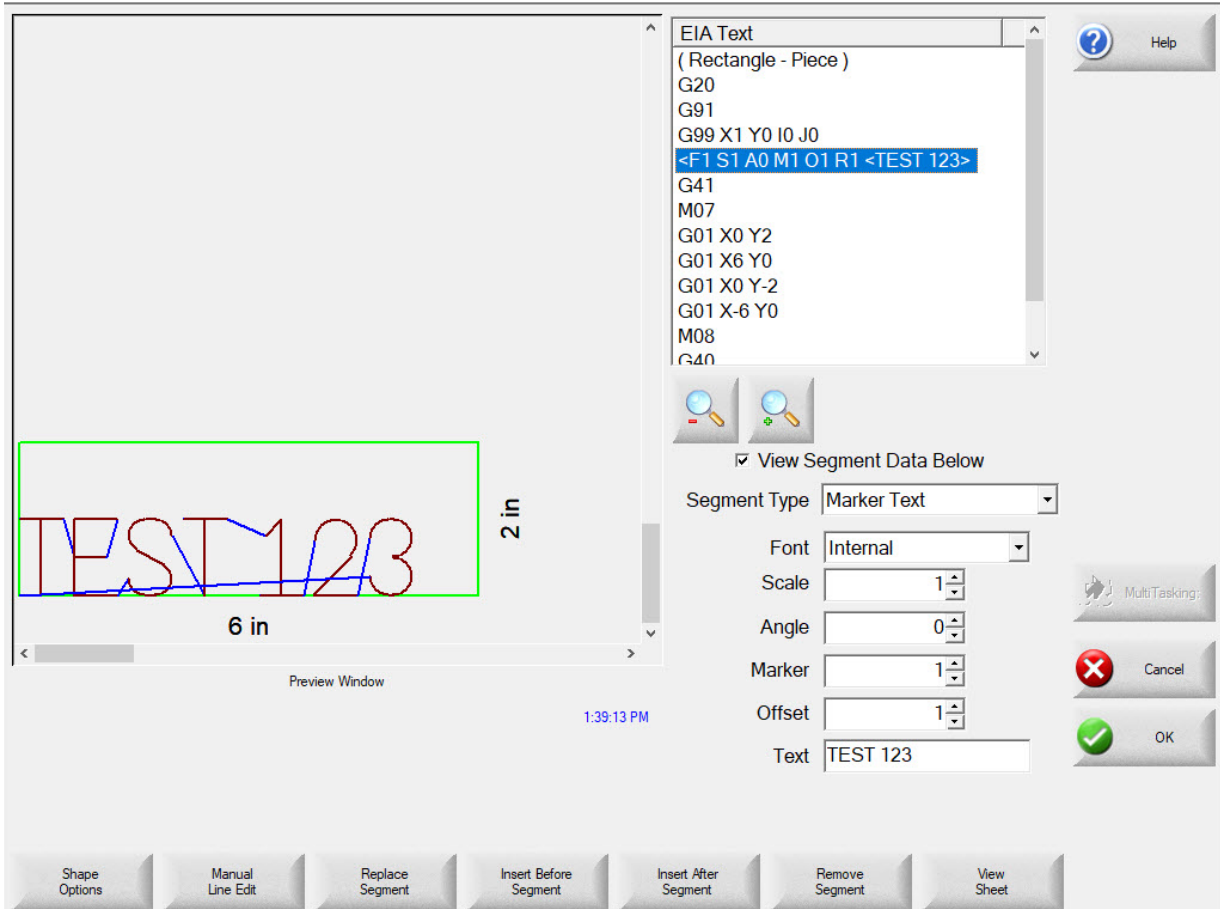 EIA Text
( Rectangle - Piece )
G20
G91
G99 X1 Y0 I0 J0
<F1 S1 A0 M1 O1 R1 <TEST 123>
G41
M07
G01 X0 Y2
G01 X6 Y0
G01 X0 Y-2
G01 X-6 Y0
M08
G40
Help
TEST 123
2 in
6 in
Preview Window
1:39:13 PM
View Segment Data Below
Segment Type Marker Text
Font Internal
Scale 1
Angle 0
Marker 1
Offset 1
Text TEST 123
MultiTasking:
Cancel
OK
Shape Options
Manual Line Edit
Replace Segment
Insert Before Segment
Insert After Segment
Remove Segment
View Sheet